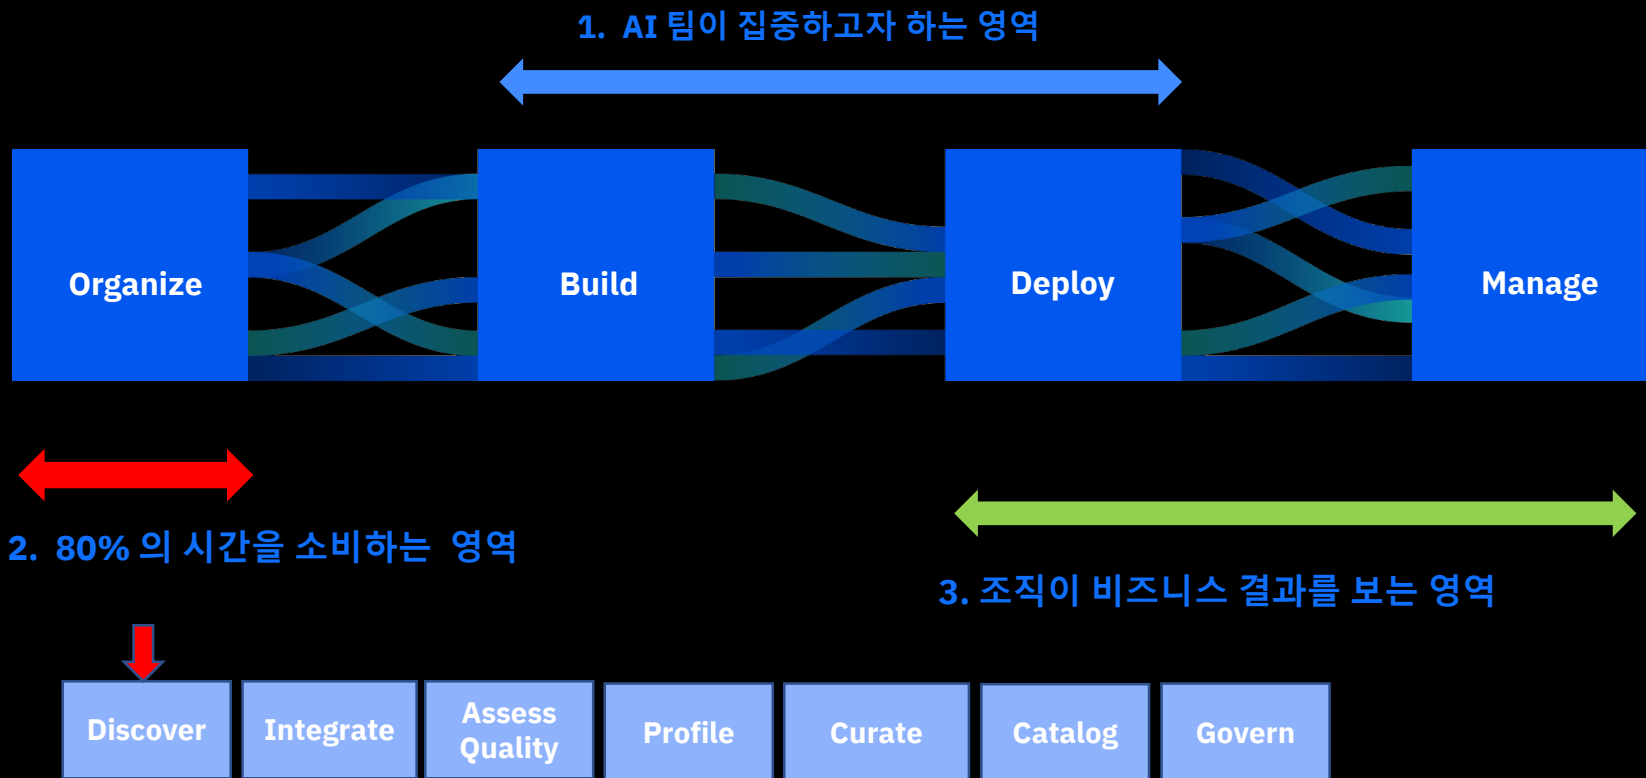 1. AI 팀이 집중하고자 하는 영역
Organize
Build
Deploy
Manage
2. 80% 의 시간을 소비하는 영역
3. 조직이 비즈니스 결과를 보는 영역
Discover
Integrate
Assess
Quality
Profile
Curate
Catalog
Govern